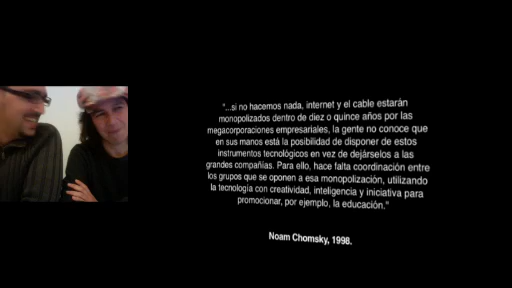 "...si no hacemos nada, internet y el cable estarán
monopolizados dentro de diez o quince años por las
megacorporaciones empresariales, la gente no conoce que
en sus manos está la posibilidad de disponer de estos
instrumentos tecnológicos en vez de dejárselos a las
grandes compañías. Para ello, hace falta coordinación entre
los grupos que se oponen a esa monopolización, utilizando
la tecnología con creatividad, inteligencia y iniciativa para
promocionar, por ejemplo, la educación."
Noam Chomsky, 1998.